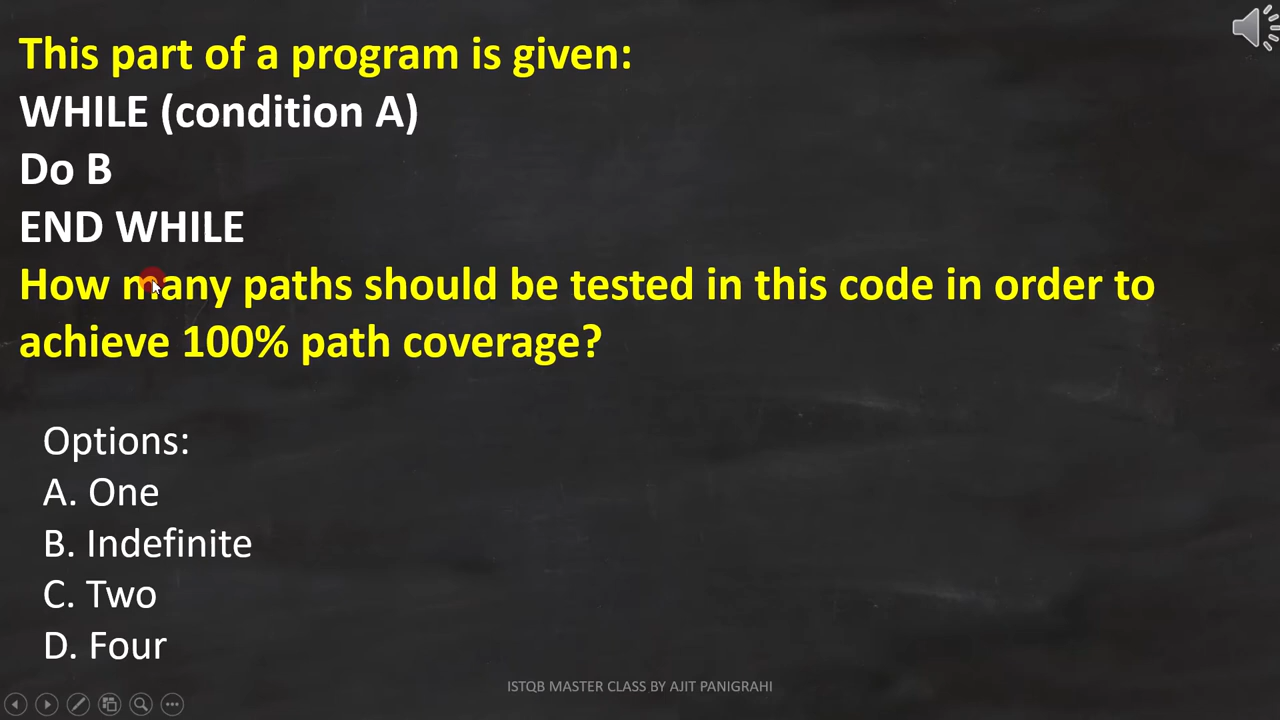 This part of a program is given:
WHILE (condition A)
Do B
END WHILE
How many paths should be tested in this code in order to
achieve 100% path coverage?
Options:
A. One
B. Indefinite
C. Two
D. Four
ISTQB MASTER CLASS BY AJIT PANIGRAHI